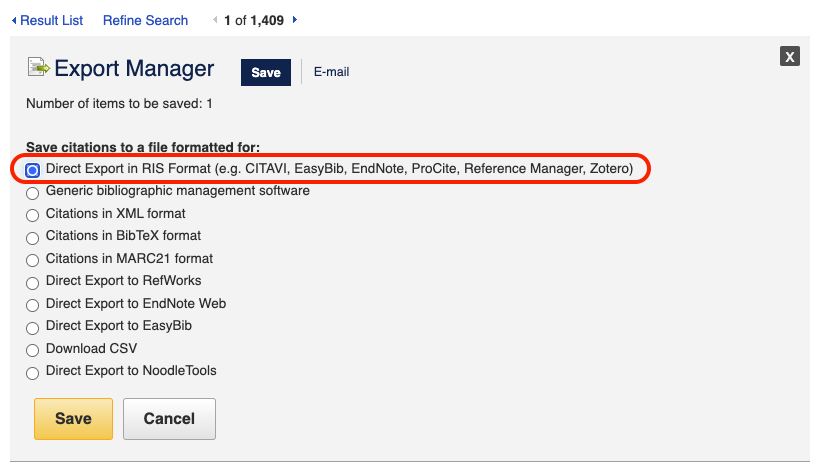 Result List Refine Search 1 of 1,409
X
Export Manager Save E-mail
Number of items to be saved: 1
Save citations to a file formatted for:
Direct Export in RIS Format (e.g. CITAVI, EasyBib, EndNote, ProCite, Reference Manager, Zotero)
Generic bibliographic management software
Citations in XML format
Citations in BibTeX format
Citations in MARC21 format
Direct Export to RefWorks
Direct Export to EndNote Web
Direct Export to EasyBib
Download CSV
Direct Export to NoodleTools
Save Cancel